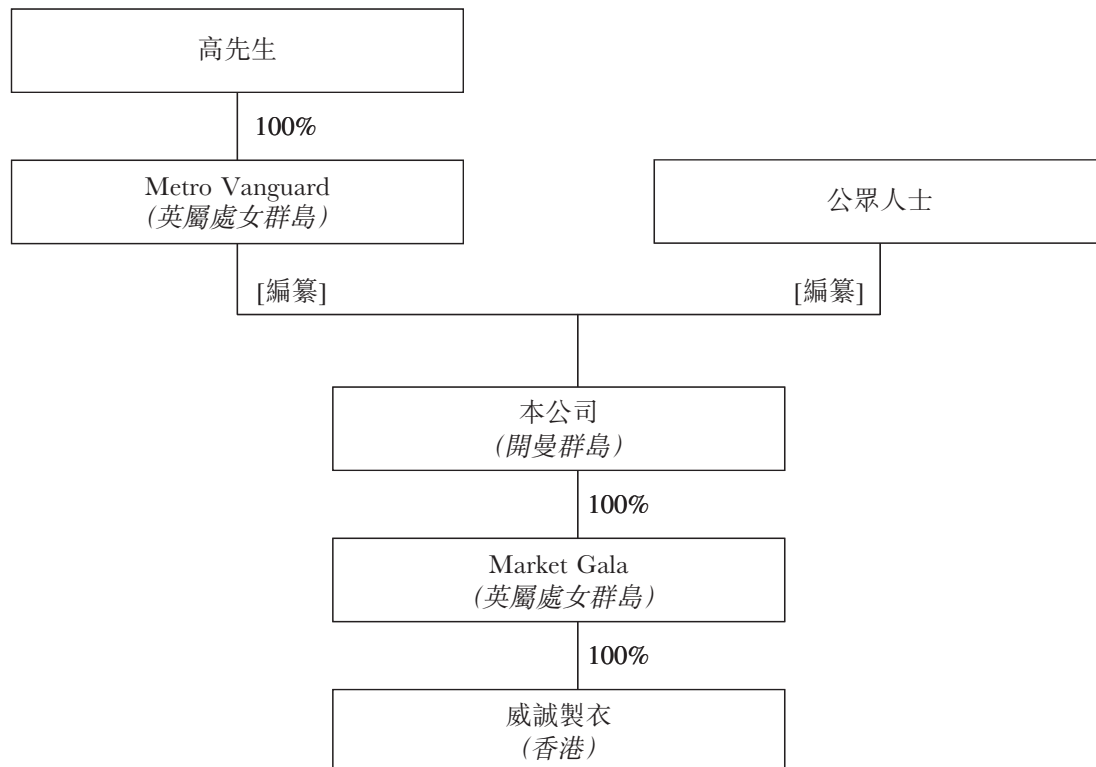 高先生
100%
Metro Vanguard
(英屬處女群島)
公眾人士
[編纂]
[編纂]
本公司
(開曼群島)
100%
Market Gala
(英屬處女群島)
100%
威誠製衣
(香港)